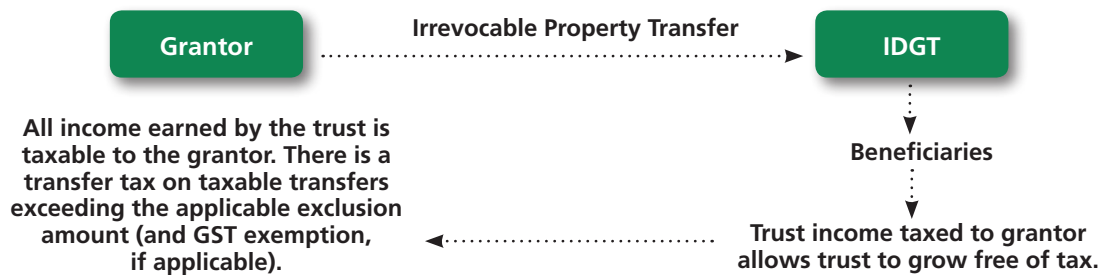 Grantor
Irrevocable Property Transfer
IDGT
All income earned by the trust is
taxable to the grantor. There is a
transfer tax on taxable transfers
exceeding the applicable exclusion
amount (and GST exemption,
if applicable).
Beneficiaries
Trust income taxed to grantor
allows trust to grow free of tax.